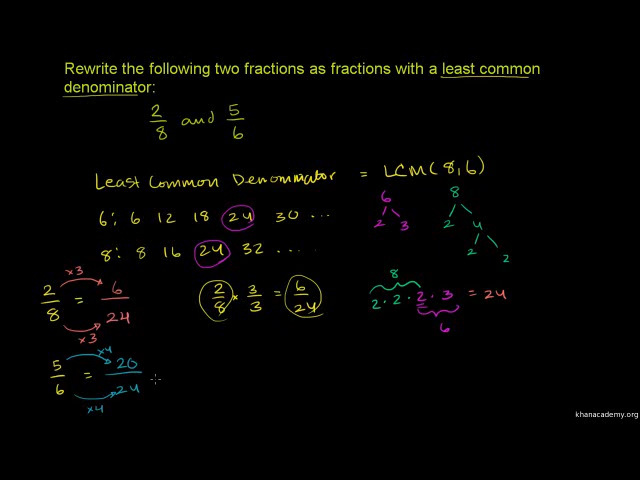 Rewrite the following two fractions as fractions with a least common
denominator:
2/8 and 5/6
Least Common Denominator = LCM(8,6)
6: 6 12 18 24 30 ...
8: 8 16 24 32 ....
6
2 3
8
2 4
2 2
×3
2/8 = 6/24
×3
2/8 × 3/3 = 6/24
8
2·2·2·3 = 24
6
×4
5/6 = 20/24
×4
khanacademy.org